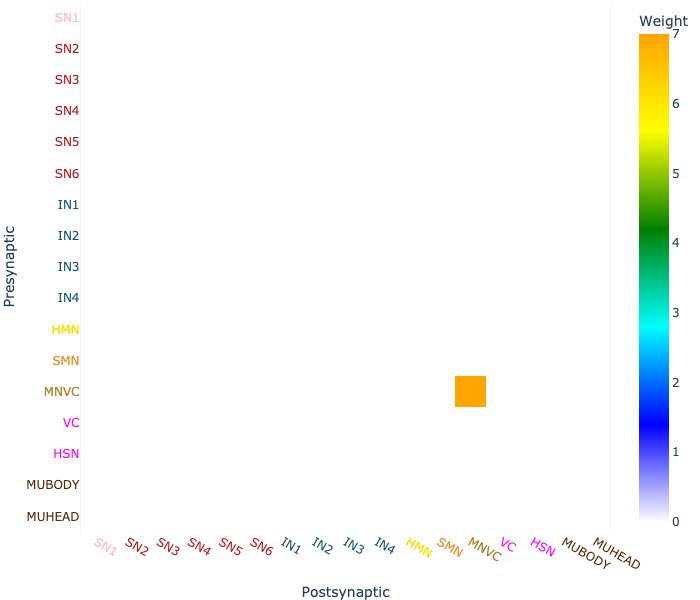 Weight
SN1
SN2
SN3
SN4
SN5
SN6
IN1
IN2
IN3
IN4
HMN
SMN
MNVC
VC
HSN
MUBODY
MUHEAD
Presynaptic
7
6
5
4
3
2
1
0
SN1 SN2 SN3 SN4 SN5 SN6 IN1 IN2 IN3 IN4 HMN SMN MNVC VC HSN MUBODY MUHEAD
Postsynaptic